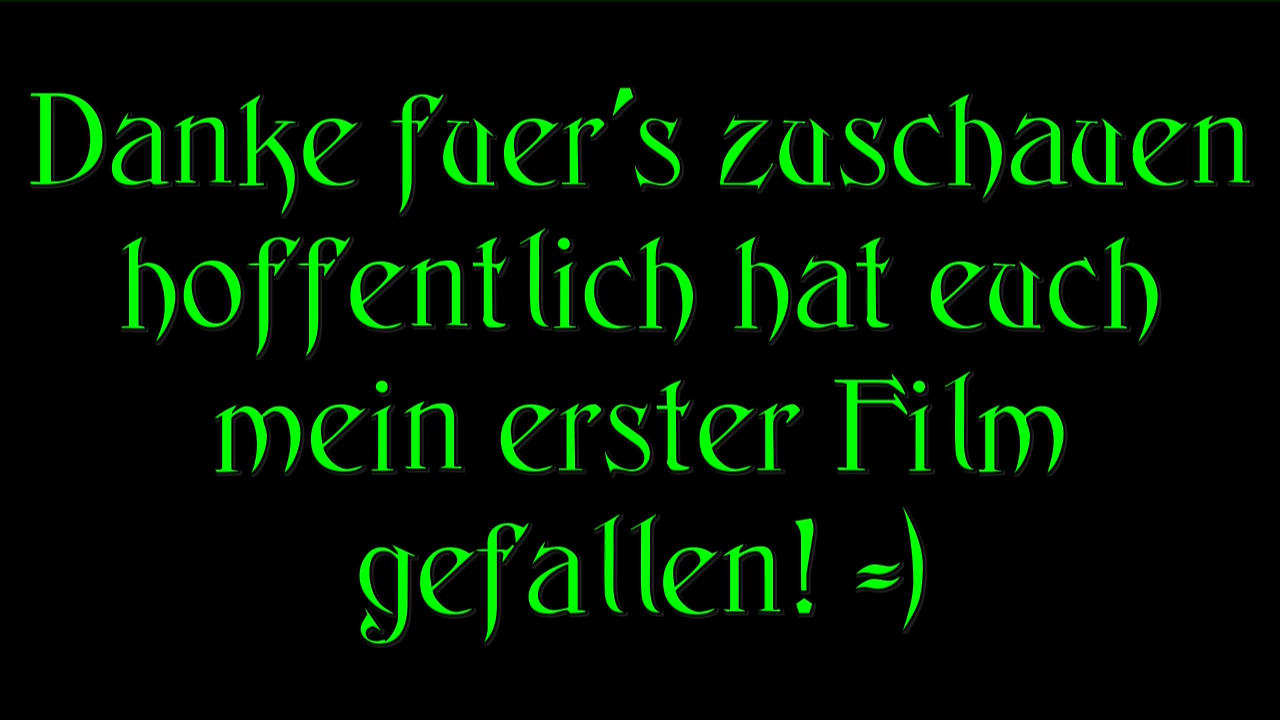 Danke fuer's zuschauen
hoffentlich hat euch
mein erster Film
gefallen! =)